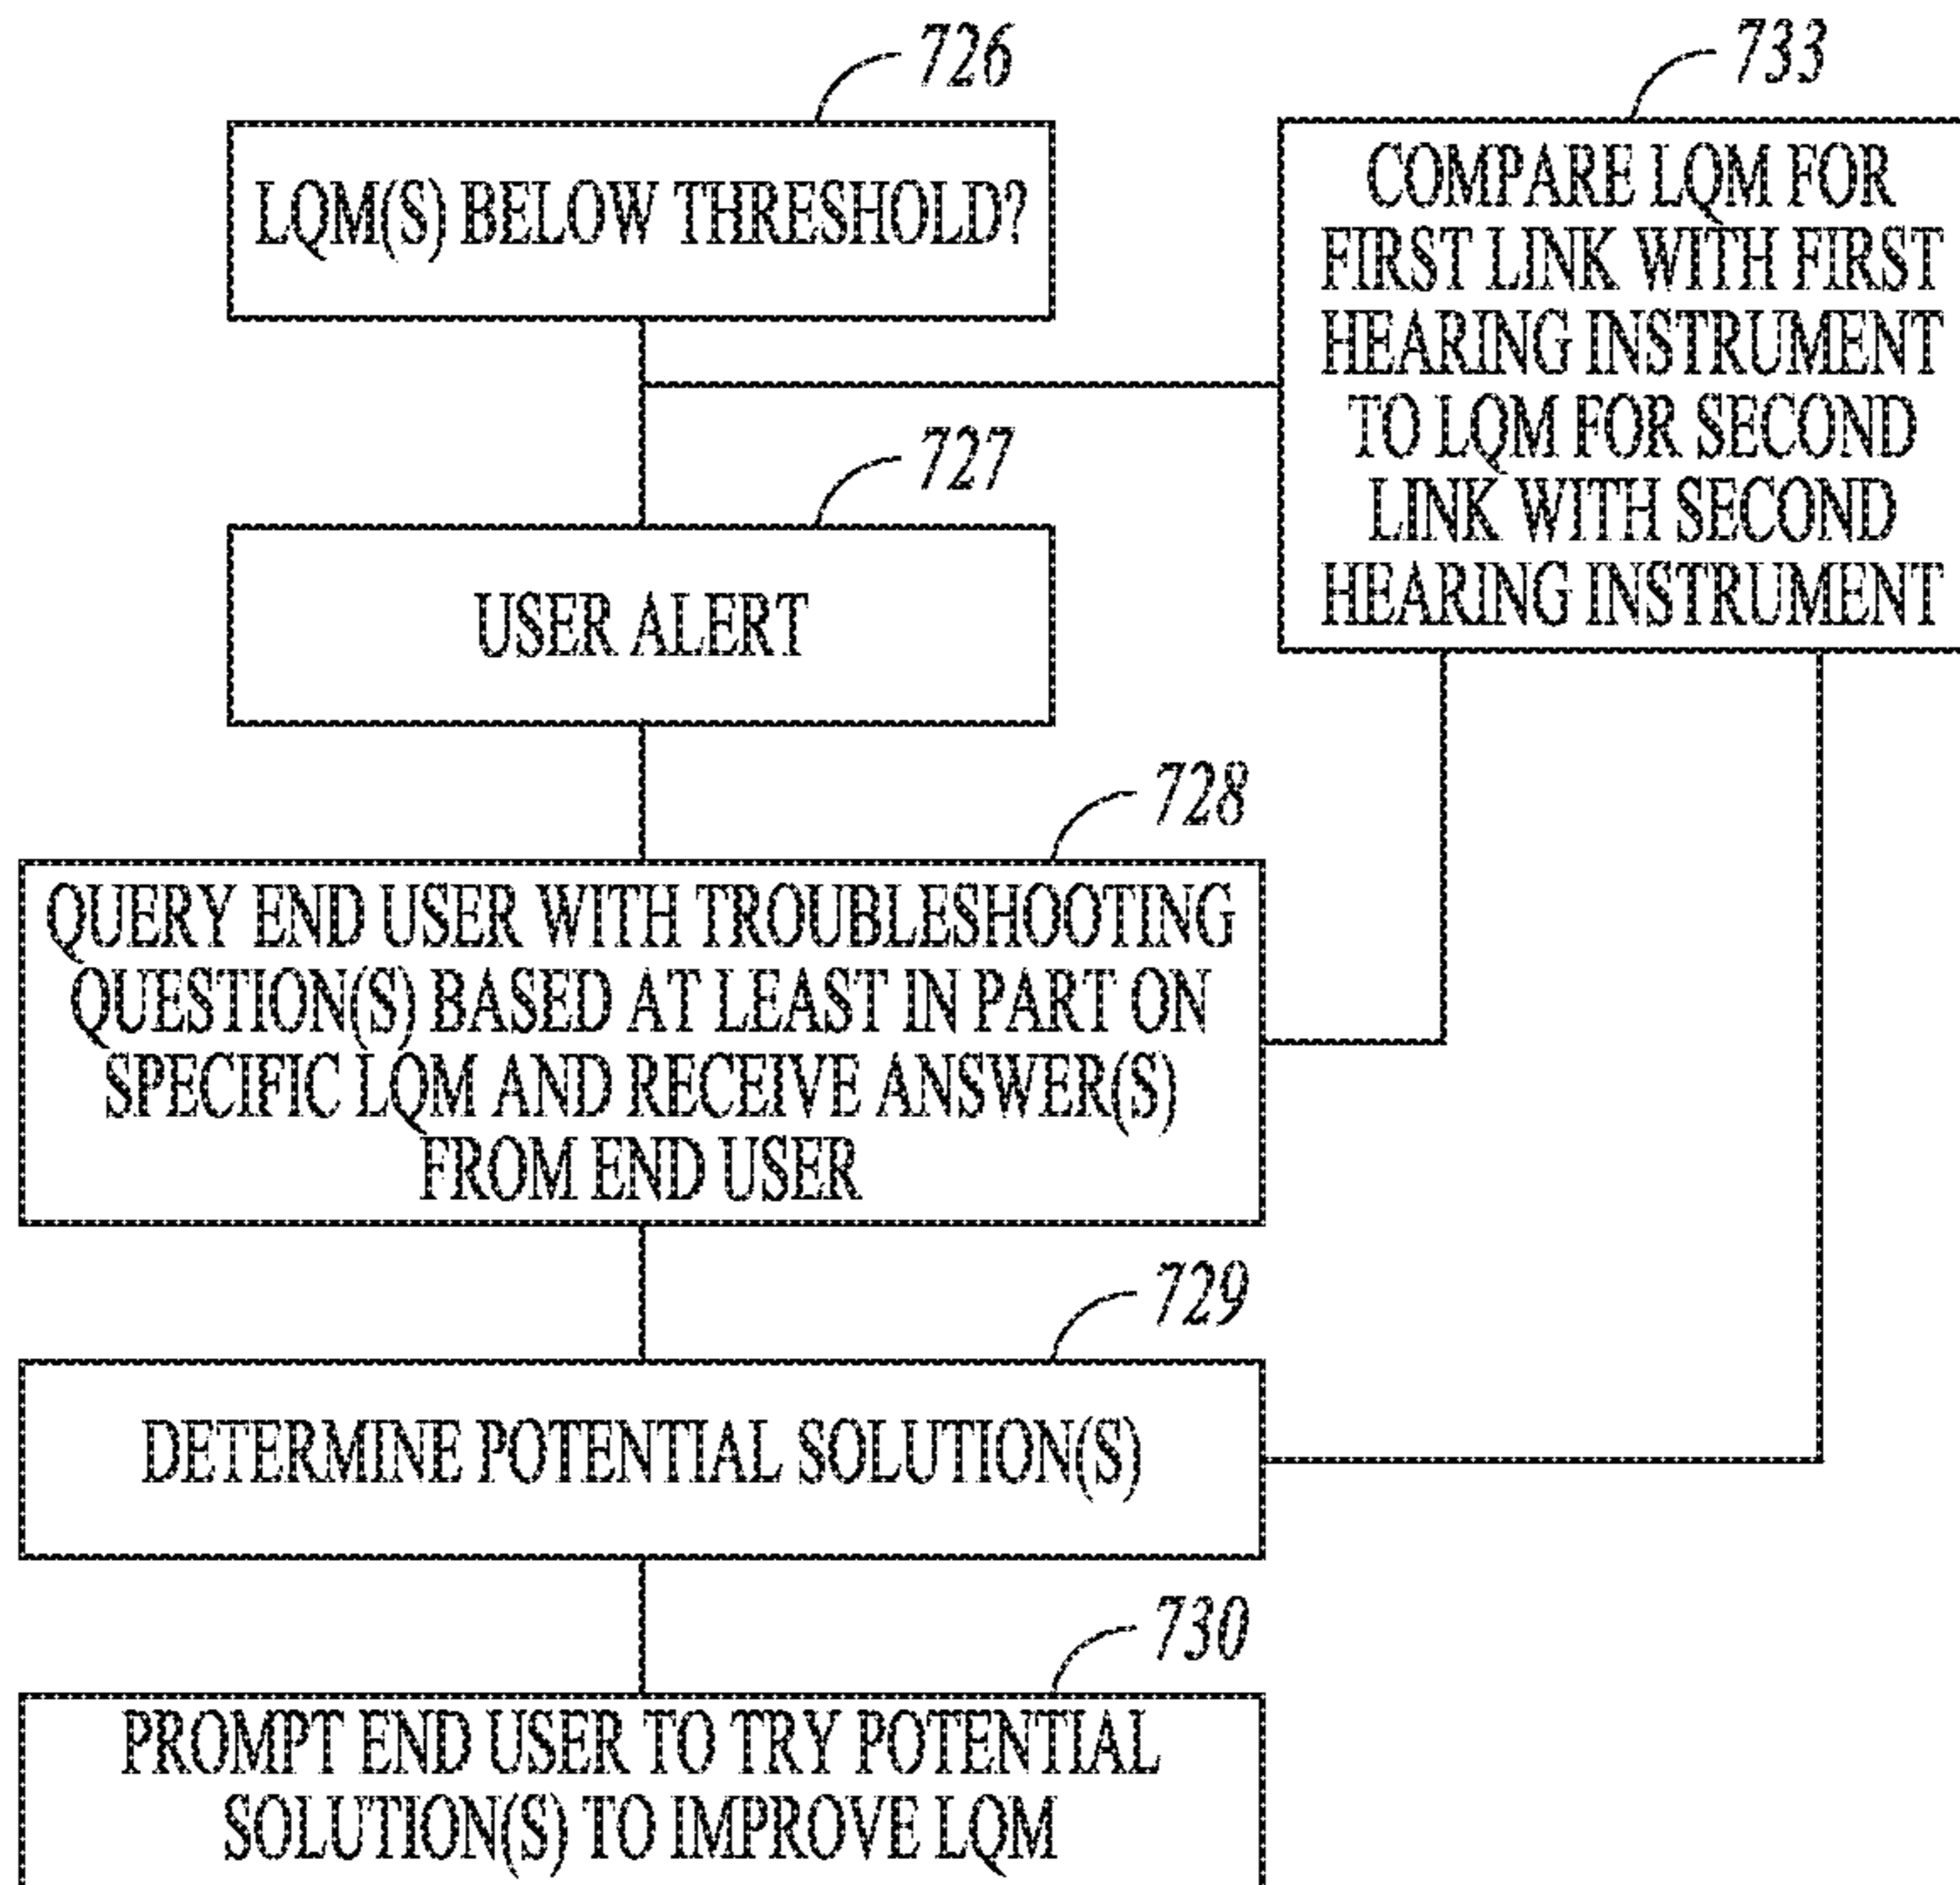 726
LQM(S) BELOW THRESHOLD?
733
COMPARE LQM FOR
FIRST LINK WITH FIRST
HEARING INSTRUMENT
TO LQM FOR SECOND
LINK WITH SECOND
HEARING INSTRUMENT
727
USER ALERT
728
QUERY END USER WITH TROUBLESHOOTING
QUESTION(S) BASED AT LEAST IN PART ON
SPECIFIC LQM AND RECEIVE ANSWER(S)
FROM END USER
729
DETERMINE POTENTIAL SOLUTION(S)
730
PROMPT END USER TO TRY POTENTIAL
SOLUTION(S) TO IMPROVE LQM